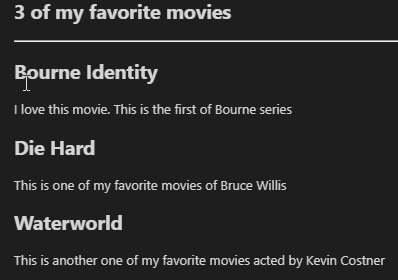 3 of my favorite movies
Bourne Identity
I love this movie. This is the first of Bourne series
Die Hard
This is one of my favorite movies of Bruce Willis
Waterworld
This is another one of my favorite movies acted by Kevin Costner